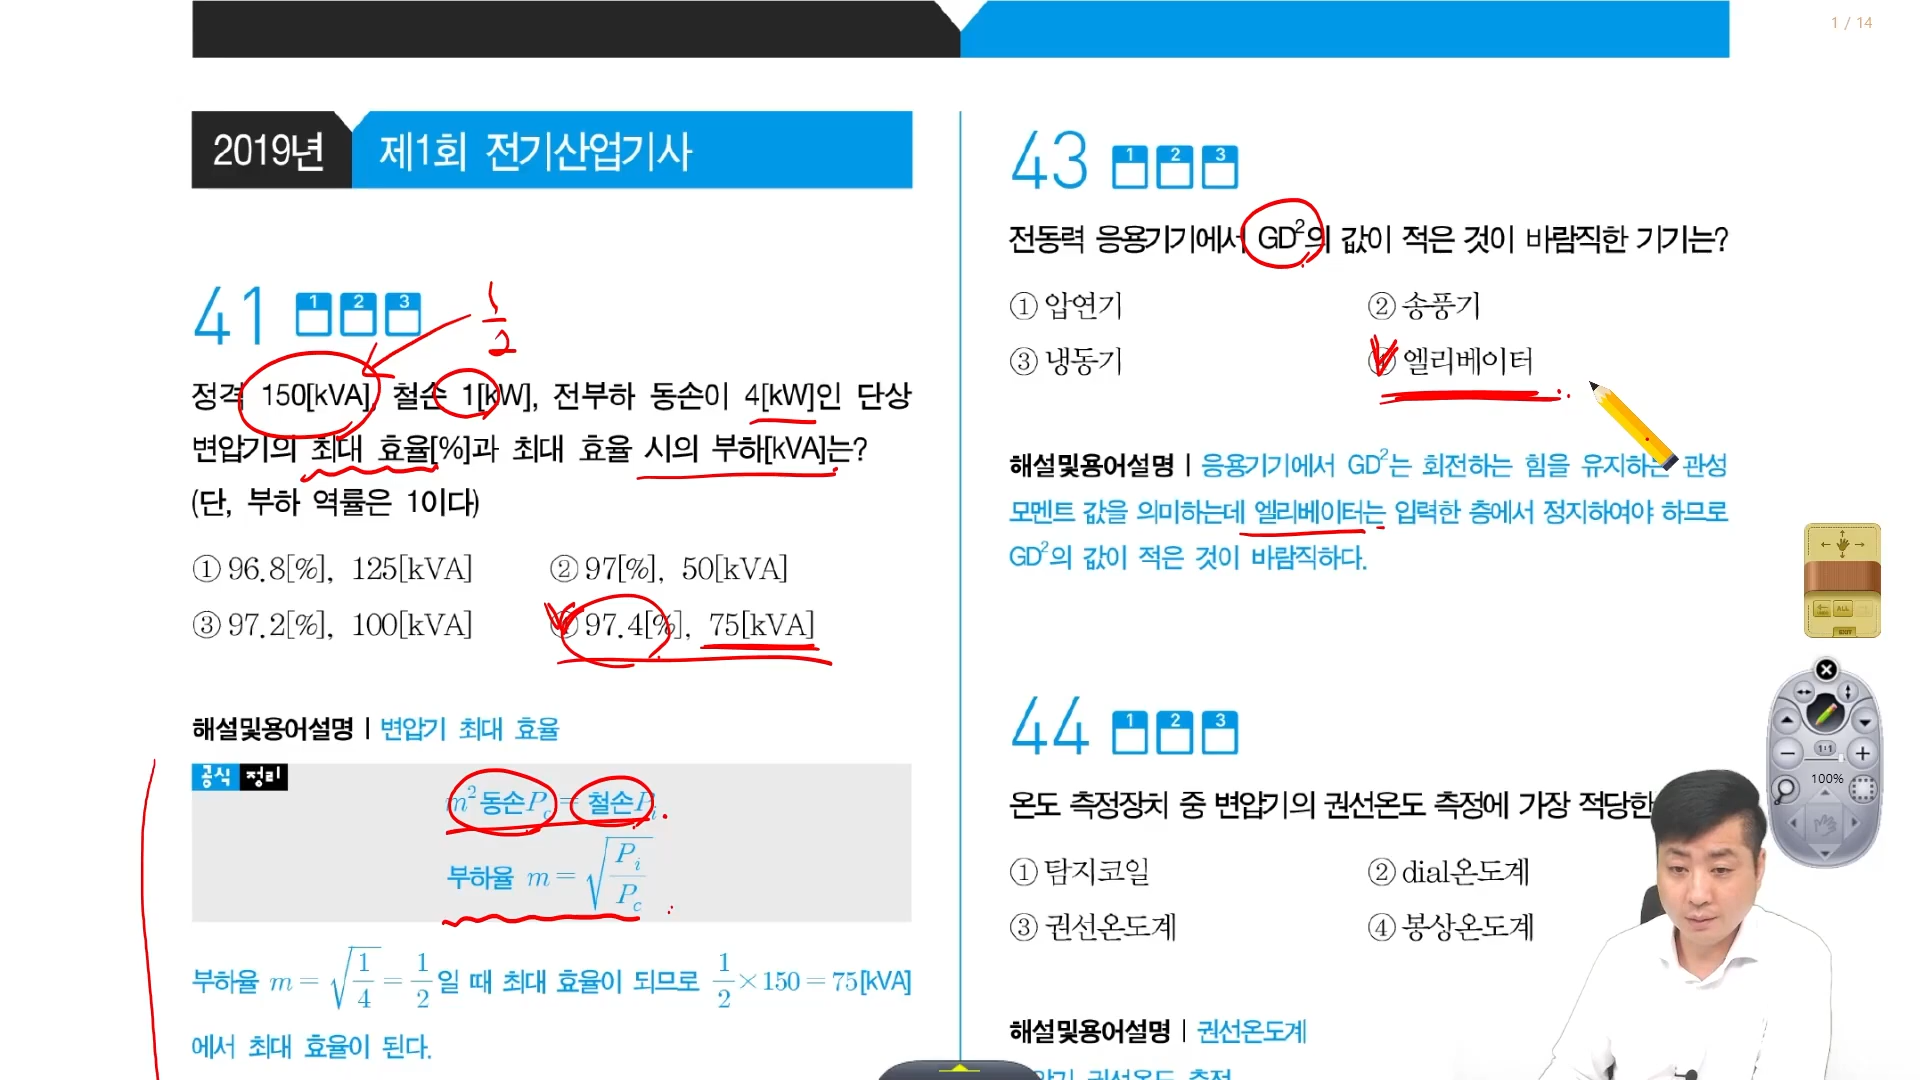 1 / 14
2019년 제1회 전기산업기사
41 1 2 3
1/2
정격 150[kVA], 철손 1[kW], 전부하 동손이 4[kW]인 단상
변압기의 최대 효율[%]과 최대 효율 시의 부하[kVA]는?
(단, 부하 역률은 1이다)
① 96.8[%], 125[kVA] ② 97[%], 50[kVA]
③ 97.2[%], 100[kVA] ④ 97.4[%], 75[kVA]
해설및용어설명 | 변압기 최대 효율
공식 정리
m²동손P_c = 철손P_i
부하율 m = √(P_i/P_c)
부하율 m = √(1/4) = 1/2일 때 최대 효율이 되므로 1/2×150 = 75[kVA]
에서 최대 효율이 된다.
43 1 2 3
전동력 응용기기에서 GD²의 값이 적은 것이 바람직한 기기는?
① 압연기 ② 송풍기
③ 냉동기 ④ 엘리베이터
해설및용어설명 | 응용기기에서 GD²는 회전하는 힘을 유지하는 관성
모멘트 값을 의미하는데 엘리베이터는 입력한 층에서 정지하여야 하므로
GD²의 값이 적은 것이 바람직하다.
44 1 2 3
온도 측정장치 중 변압기의 권선온도 측정에 가장 적당한
① 탐지코일 ② dial온도계
③ 권선온도계 ④ 봉상온도계
해설및용어설명 | 권선온도계
ALL
1:1
100%